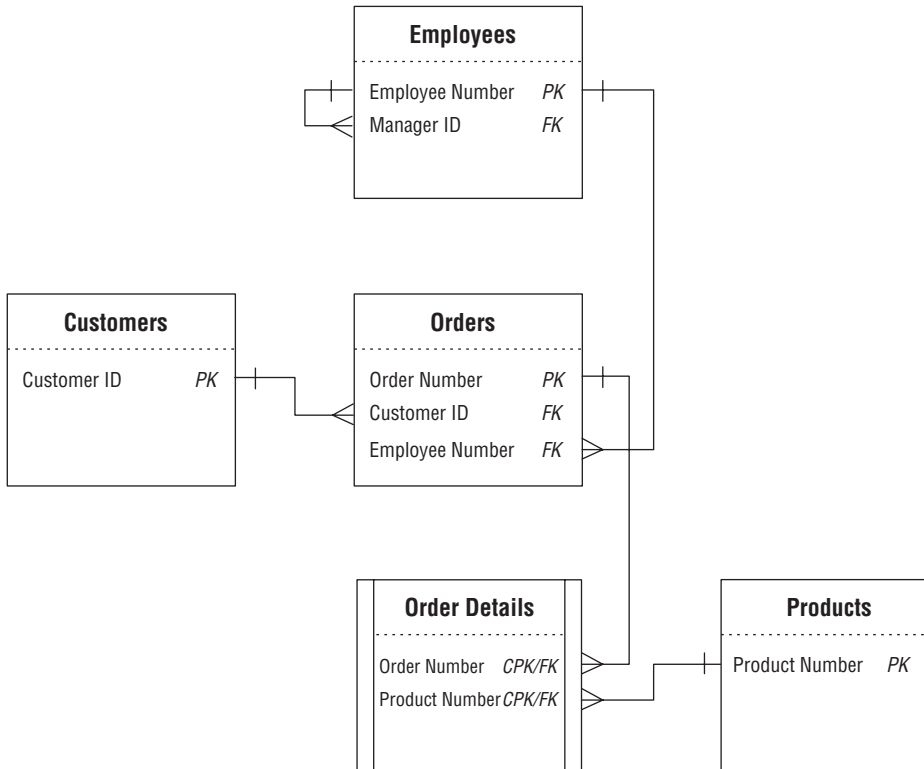 Employees
Employee Number PK
Manager ID FK
Customers
Customer ID PK
Orders
Order Number PK
Customer ID FK
Employee Number FK
Order Details
Order Number CPK/FK
Product Number CPK/FK
Products
Product Number PK